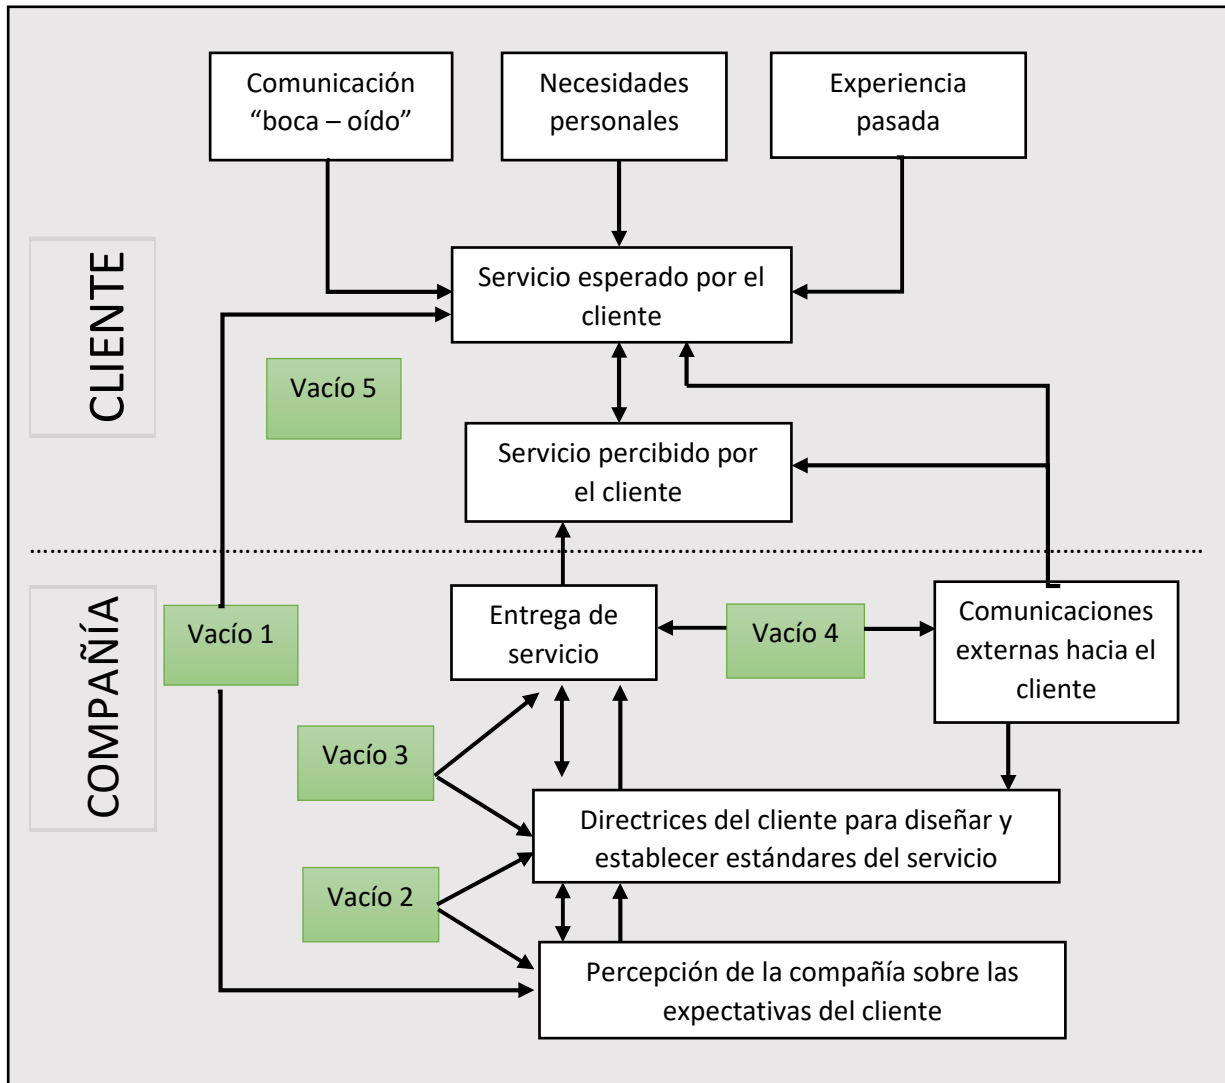 Comunicación
“boca – oído”
Necesidades
personales
Experiencia
pasada
CLIENTE
Servicio esperado por el
cliente
Vacío 5
Servicio percibido por
el cliente
COMPAÑÍA
Vacío 1
Entrega de
servicio
Vacío 4
Comunicaciones
externas hacia el
cliente
Vacío 3
Directrices del cliente para diseñar y
establecer estándares del servicio
Vacío 2
Percepción de la compañía sobre las
expectativas del cliente